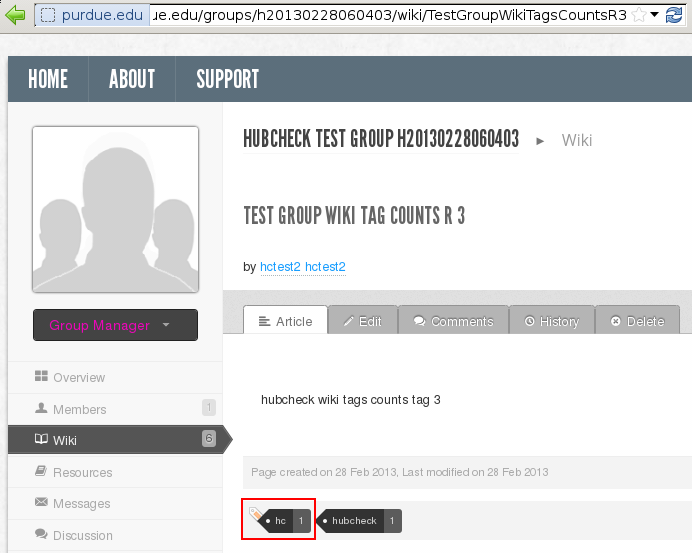 purdue.edu ue.edu/groups/h20130228060403/wiki/TestGroupWikiTagsCountsR3
HOME ABOUT SUPPORT
HUBCHECK TEST GROUP H20130228060403 ► Wiki
TEST GROUP WIKI TAG COUNTS R 3
by hctest2 hctest2
Group Manager
Article Edit Comments History Delete
Overview
Members 1
Wiki 6
Resources
Messages
Discussion
hubcheck wiki tags counts tag 3
Page created on 28 Feb 2013, Last modified on 28 Feb 2013
hc 1 hubcheck 1